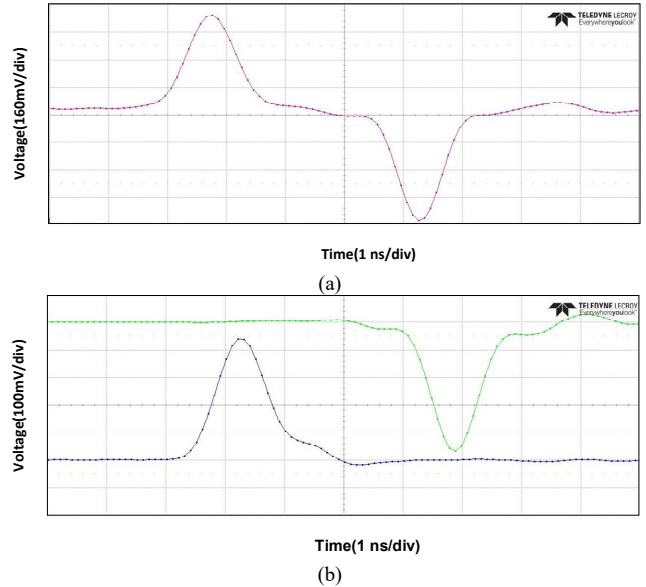 TELEDYNE LECROY
Everywhereyoulook
Voltage(160mV/div)
Time(1 ns/div)
(a)
TELEDYNE LECROY
Everywhereyoulook
Voltage(100mV/div)
Time(1 ns/div)
(b)